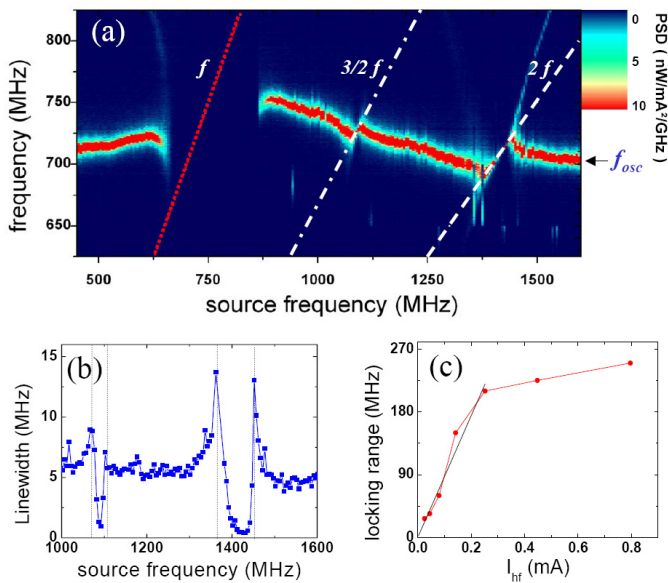 (a)
f
3/2 f
2 f
800
750
700
650
frequency (MHz)
500
750
1000
1250
1500
source frequency (MHz)
0
5
10
PSD ( nW/mA²/GHz)
f_osc
(b)
15
10
5
0
Linewidth (MHz)
1000
1200
1400
1600
source frequency (MHz)
(c)
270
180
90
0
locking range (MHz)
0.0
0.2
0.4
0.6
0.8
I_hf (mA)